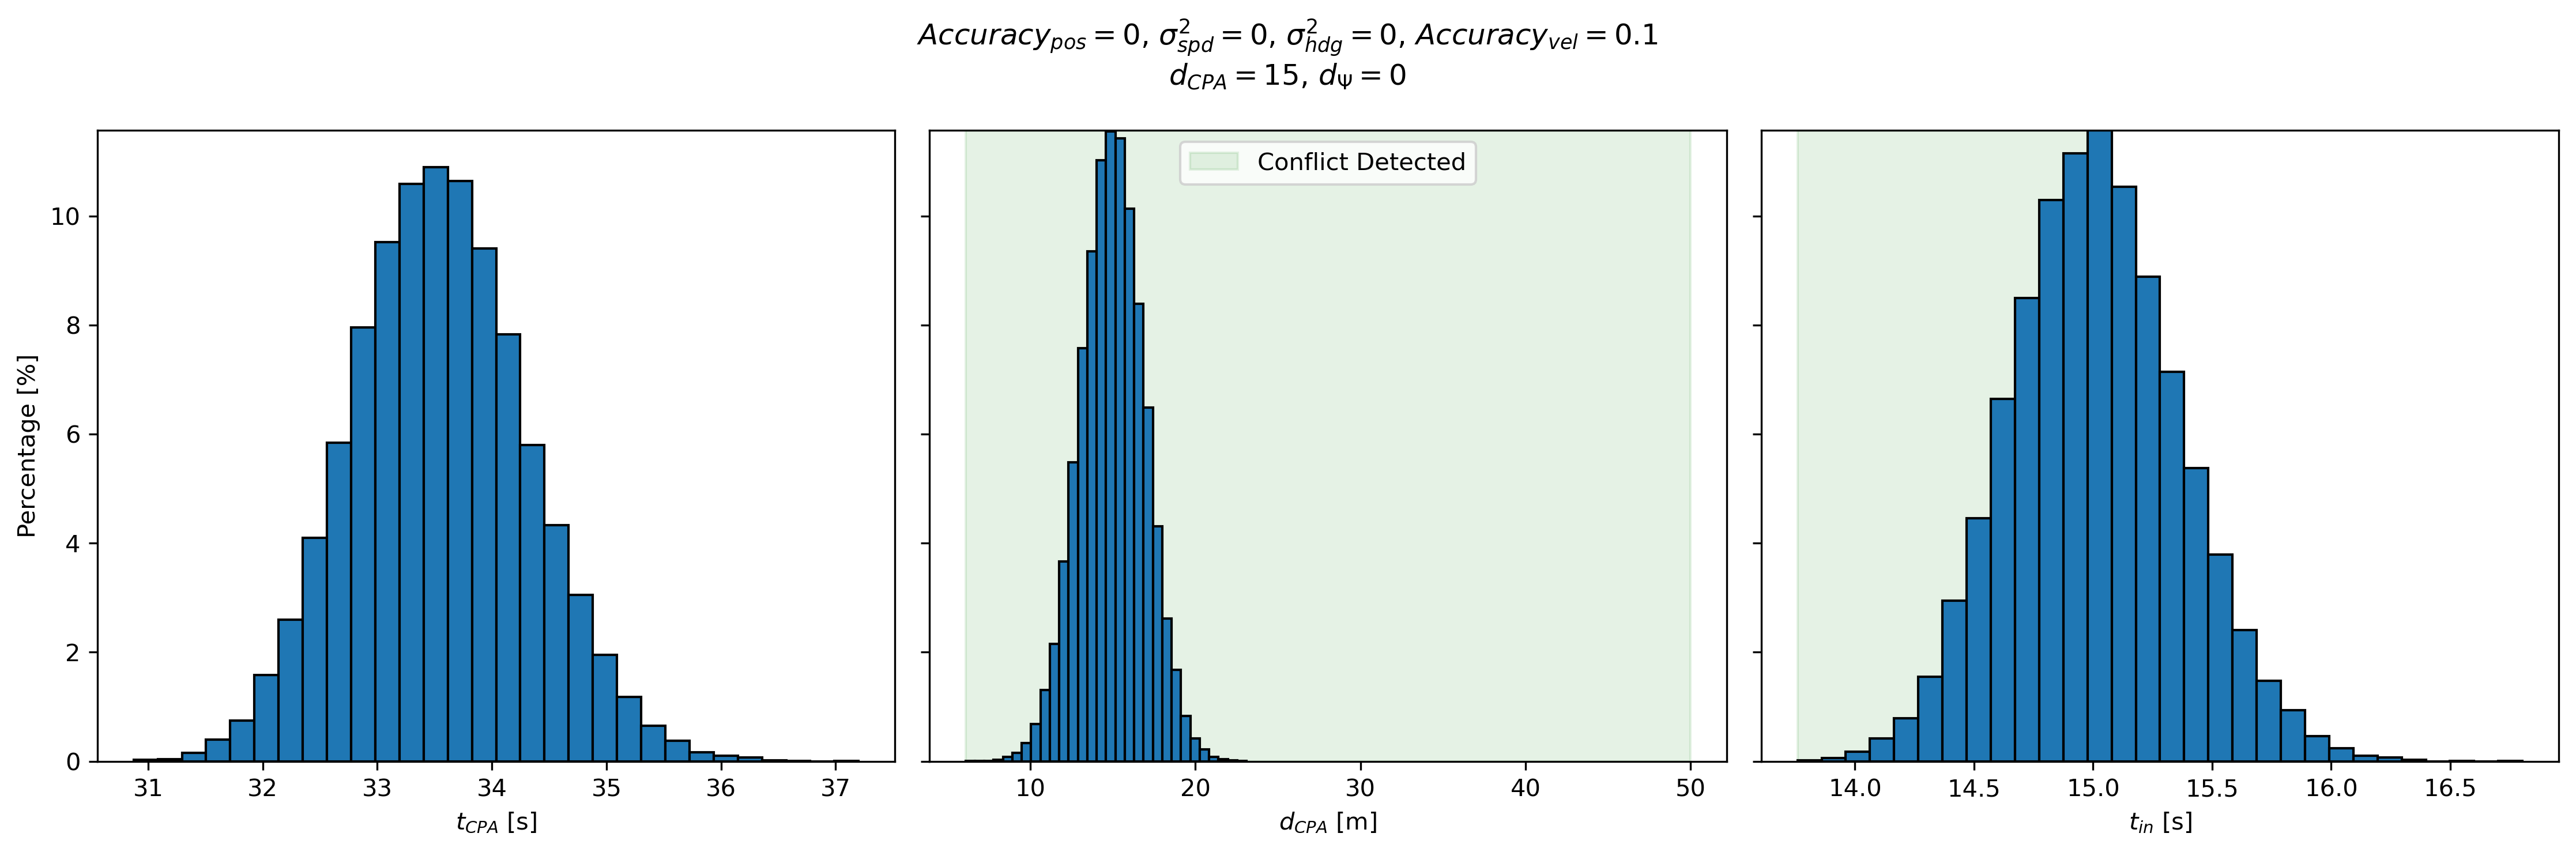 Accuracy_pos = 0, σ²_spd = 0, σ²_hdg = 0, Accuracy_vel = 0.1
d_CPA = 15, d_ψ = 0
Percentage [%]
10
8
6
4
2
0
31 32 33 34 35 36 37
t_CPA [s]
Conflict Detected
10 20 30 40 50
d_CPA [m]
14.0 14.5 15.0 15.5 16.0 16.5
t_in [s]